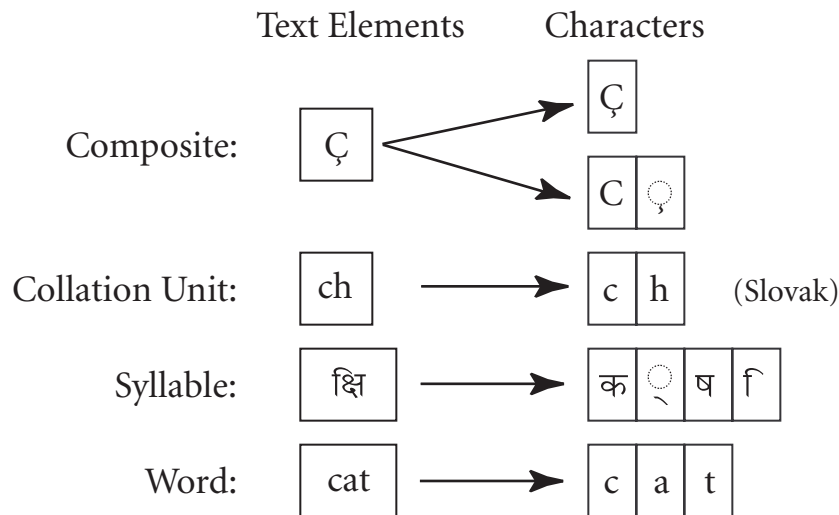 Text Elements Characters
Ç
Composite: Ç
C ◌̧
Collation Unit: ch c h (Slovak)
Syllable: क्षि क ◌् ष ि
Word: cat c a t